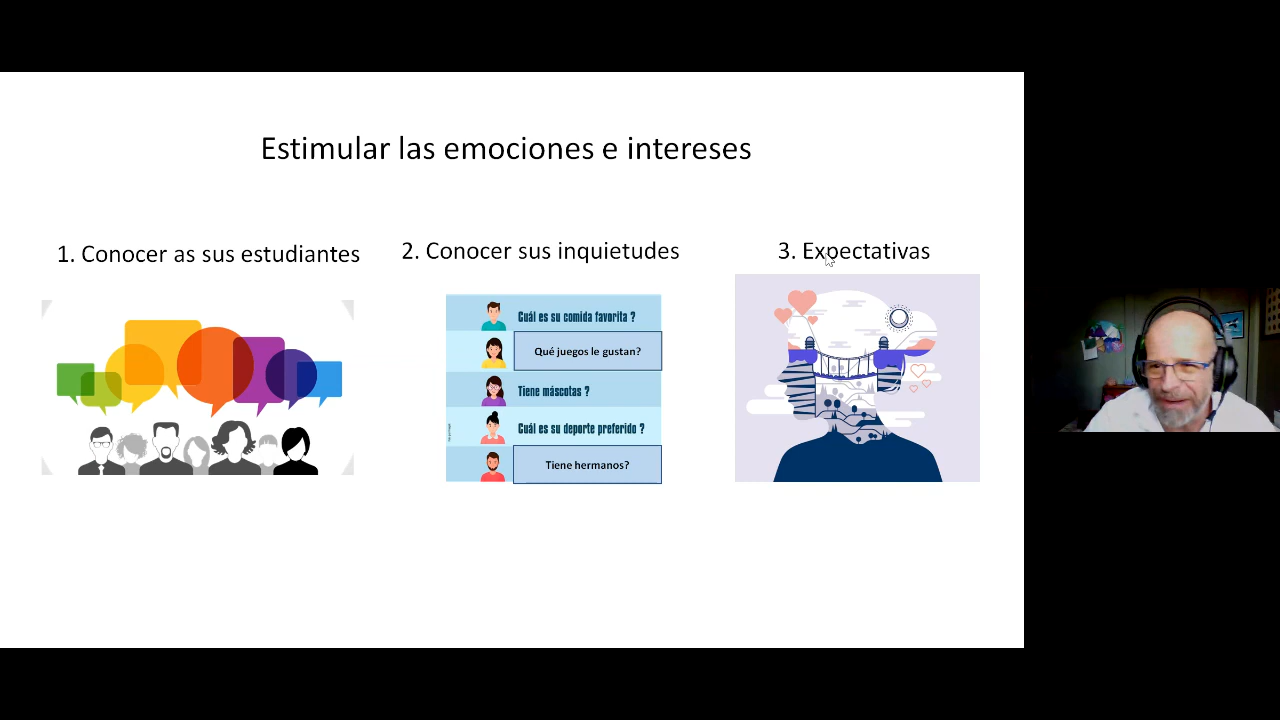 Estimular las emociones e intereses
1. Conocer as sus estudiantes
2. Conocer sus inquietudes
3. Expectativas
Cuál es su comida favorita ?
Qué juegos le gustan?
Tiene máscotas ?
Cuál es su deporte preferido ?
Tiene hermanos?